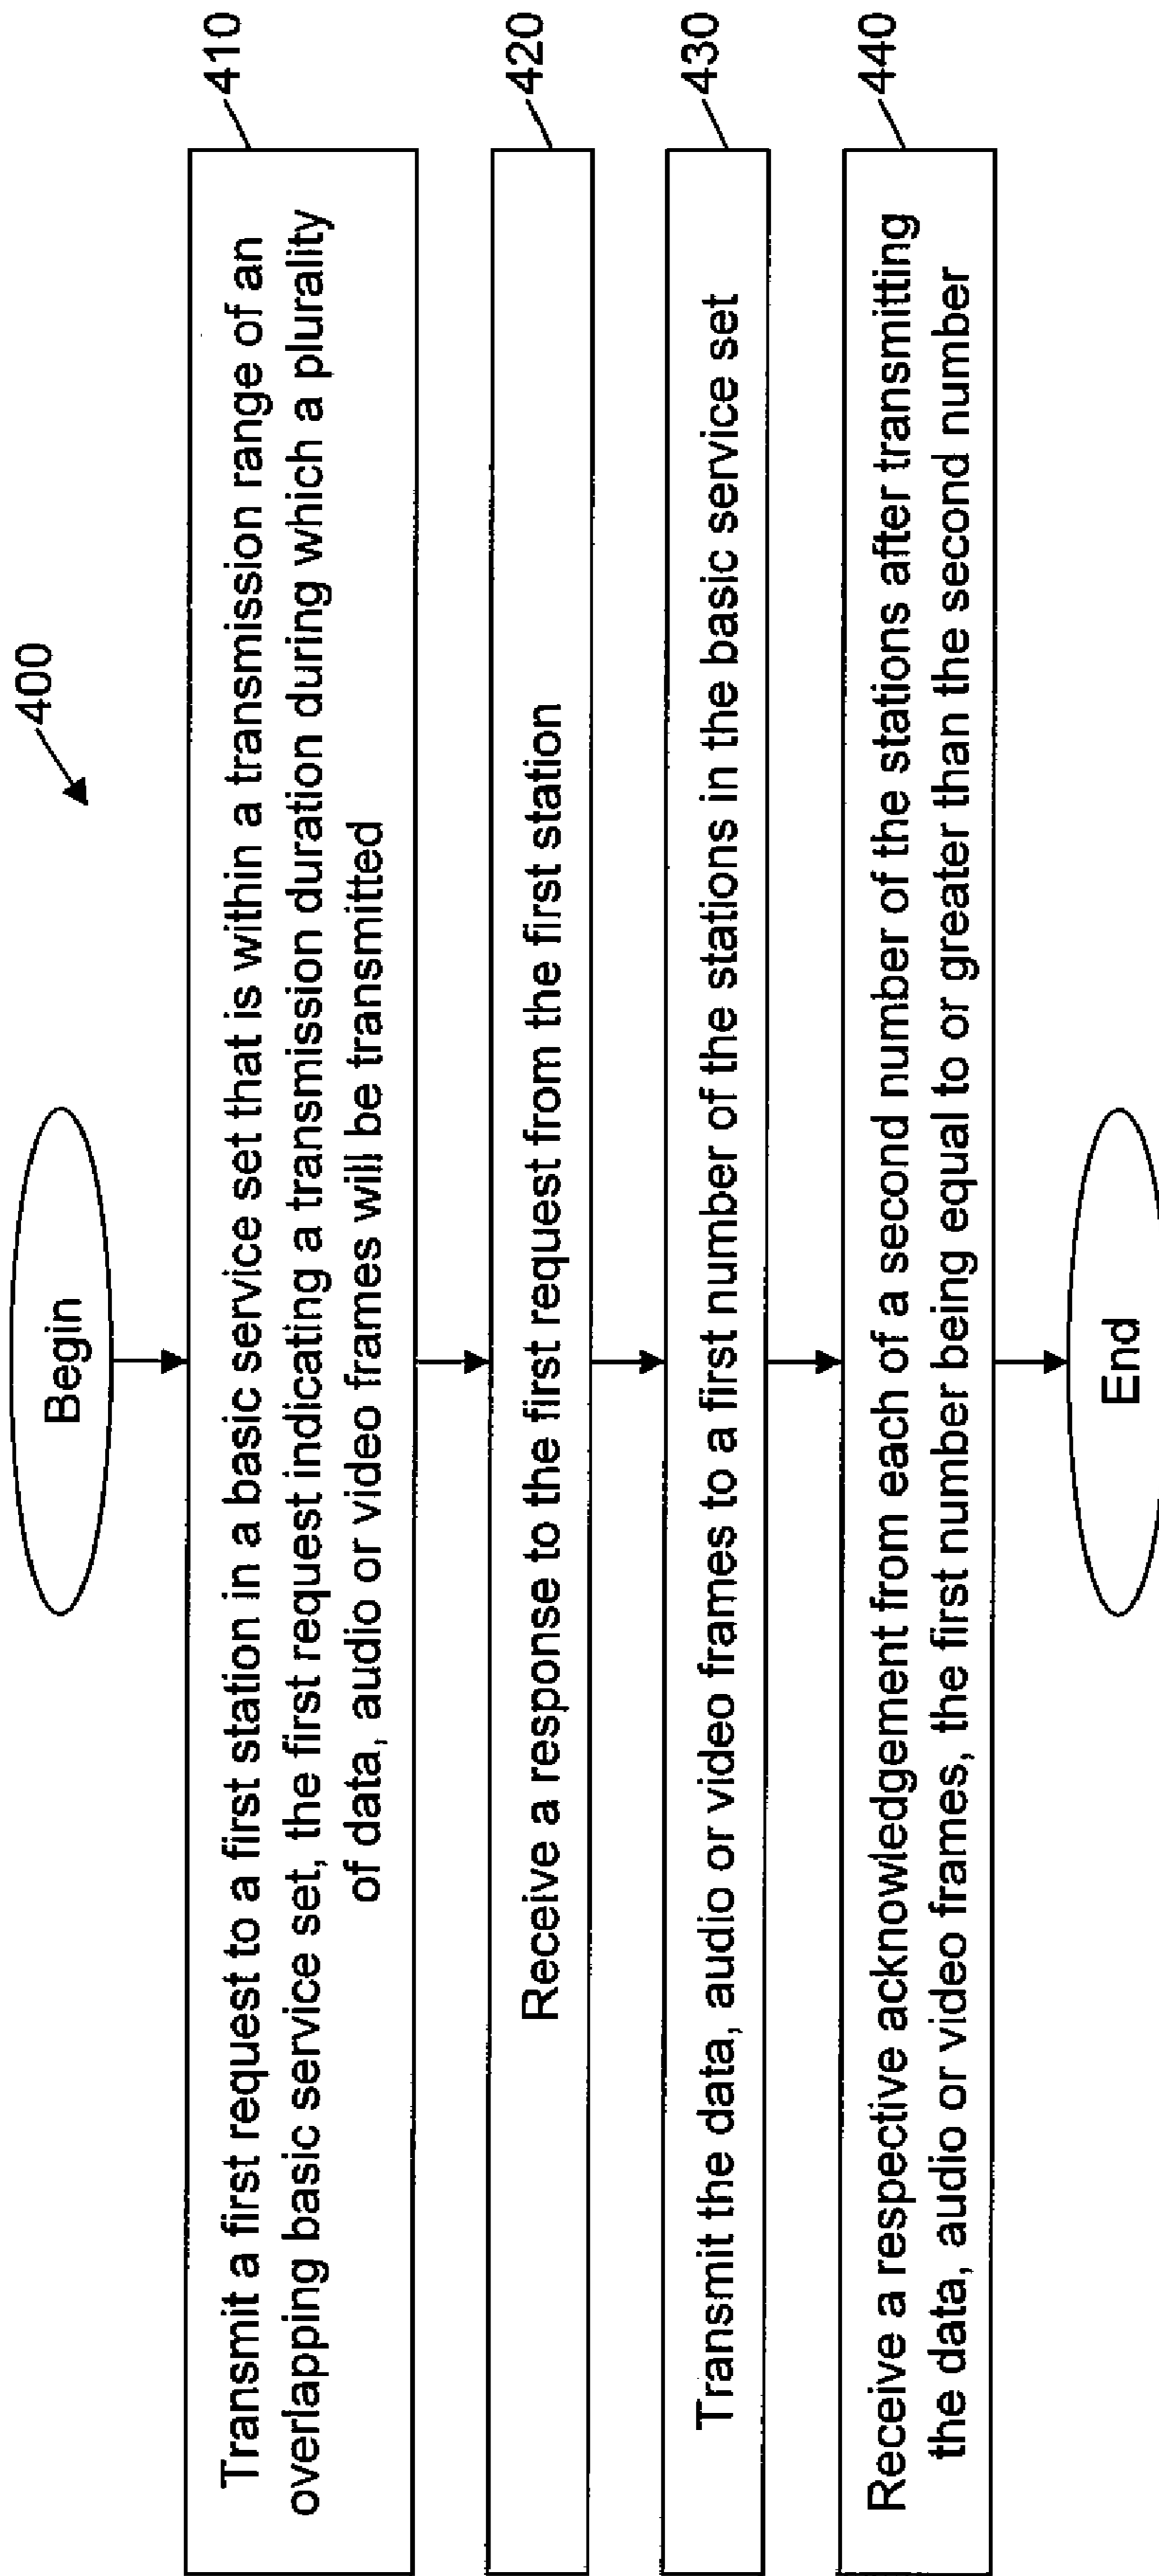 400
Begin
410
Transmit a first request to a first station in a basic service set that is within a transmission range of an
overlapping basic service set, the first request indicating a transmission duration during which a plurality
of data, audio or video frames will be transmitted
420
Receive a response to the first request from the first station
430
Transmit the data, audio or video frames to a first number of the stations in the basic service set
440
Receive a respective acknowledgement from each of a second number of the stations after transmitting
the data, audio or video frames, the first number being equal to or greater than the second number
End